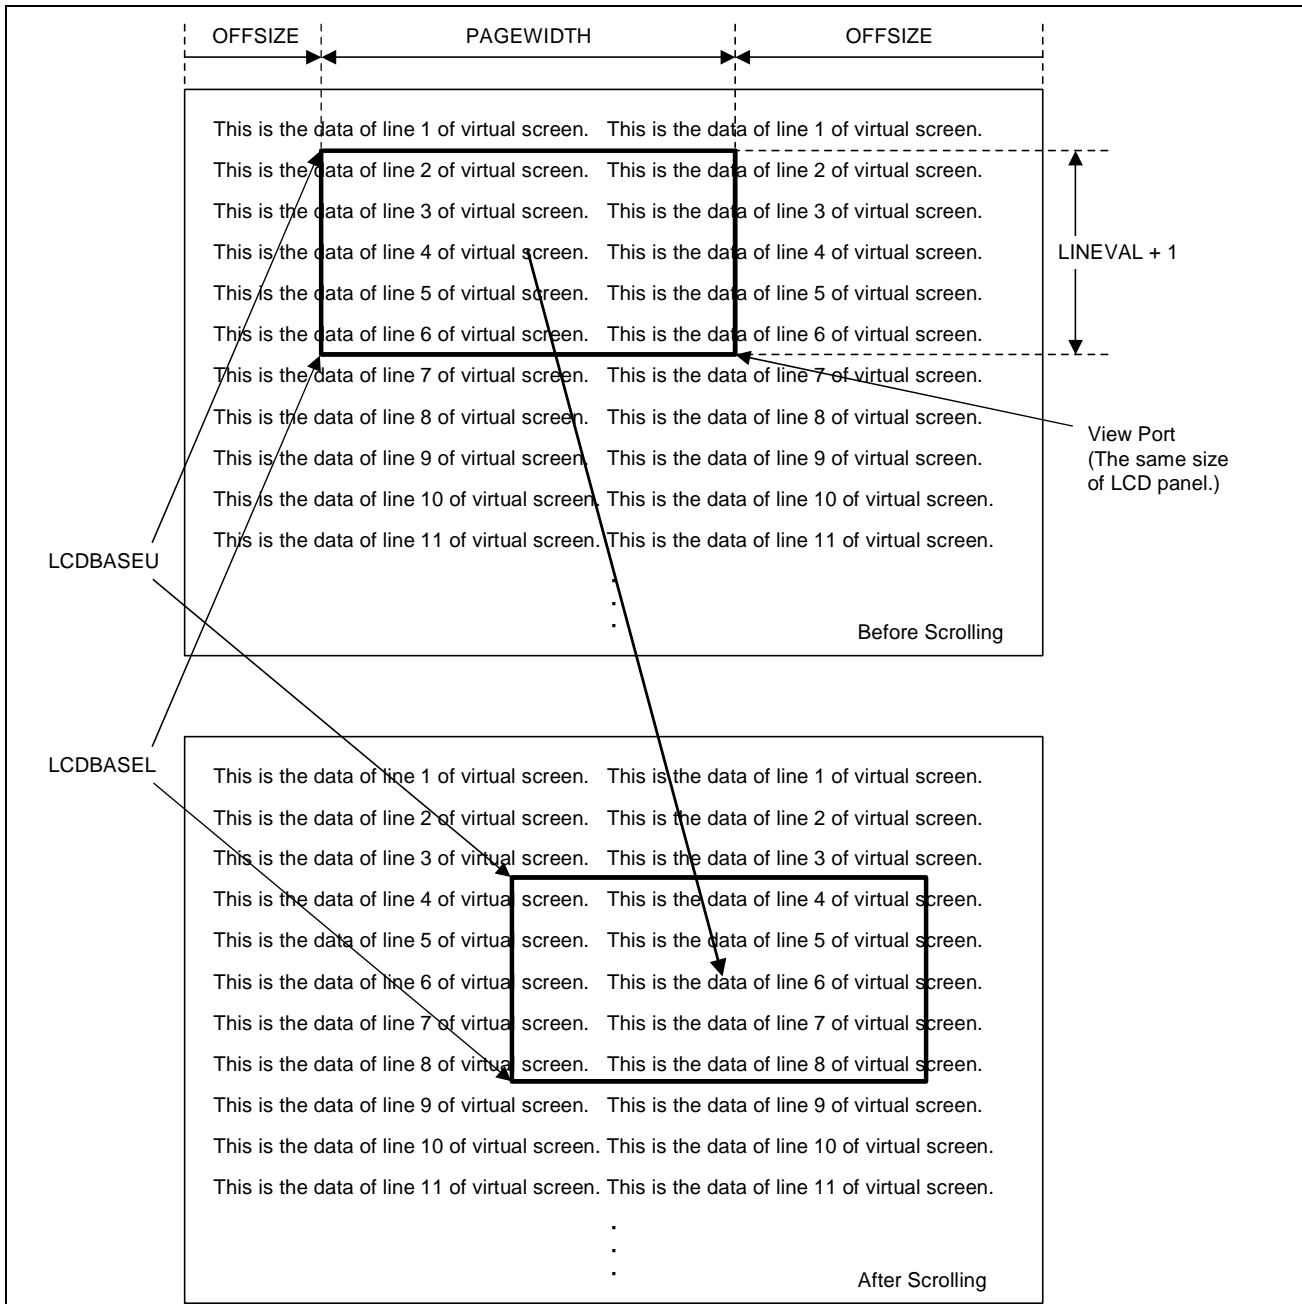 OFFSIZE PAGEWIDTH OFFSIZE
This is the data of line 1 of virtual screen. This is the data of line 1 of virtual screen.
This is the data of line 2 of virtual screen. This is the data of line 2 of virtual screen.
This is the data of line 3 of virtual screen. This is the data of line 3 of virtual screen.
This is the data of line 4 of virtual screen. This is the data of line 4 of virtual screen.
LINEVAL + 1
This is the data of line 5 of virtual screen. This is the data of line 5 of virtual screen.
This is the data of line 6 of virtual screen. This is the data of line 6 of virtual screen.
This is the data of line 7 of virtual screen. This is the data of line 7 of virtual screen.
This is the data of line 8 of virtual screen. This is the data of line 8 of virtual screen.
View Port
(The same size
of LCD panel.)
This is the data of line 9 of virtual screen. This is the data of line 9 of virtual screen.
This is the data of line 10 of virtual screen. This is the data of line 10 of virtual screen.
This is the data of line 11 of virtual screen. This is the data of line 11 of virtual screen.
LCDBASEU
.
.
.
Before Scrolling
LCDBASEL
This is the data of line 1 of virtual screen. This is the data of line 1 of virtual screen.
This is the data of line 2 of virtual screen. This is the data of line 2 of virtual screen.
This is the data of line 3 of virtual screen. This is the data of line 3 of virtual screen.
This is the data of line 4 of virtual screen. This is the data of line 4 of virtual screen.
This is the data of line 5 of virtual screen. This is the data of line 5 of virtual screen.
This is the data of line 6 of virtual screen. This is the data of line 6 of virtual screen.
This is the data of line 7 of virtual screen. This is the data of line 7 of virtual screen.
This is the data of line 8 of virtual screen. This is the data of line 8 of virtual screen.
This is the data of line 9 of virtual screen. This is the data of line 9 of virtual screen.
This is the data of line 10 of virtual screen. This is the data of line 10 of virtual screen.
This is the data of line 11 of virtual screen. This is the data of line 11 of virtual screen.
.
.
.
After Scrolling